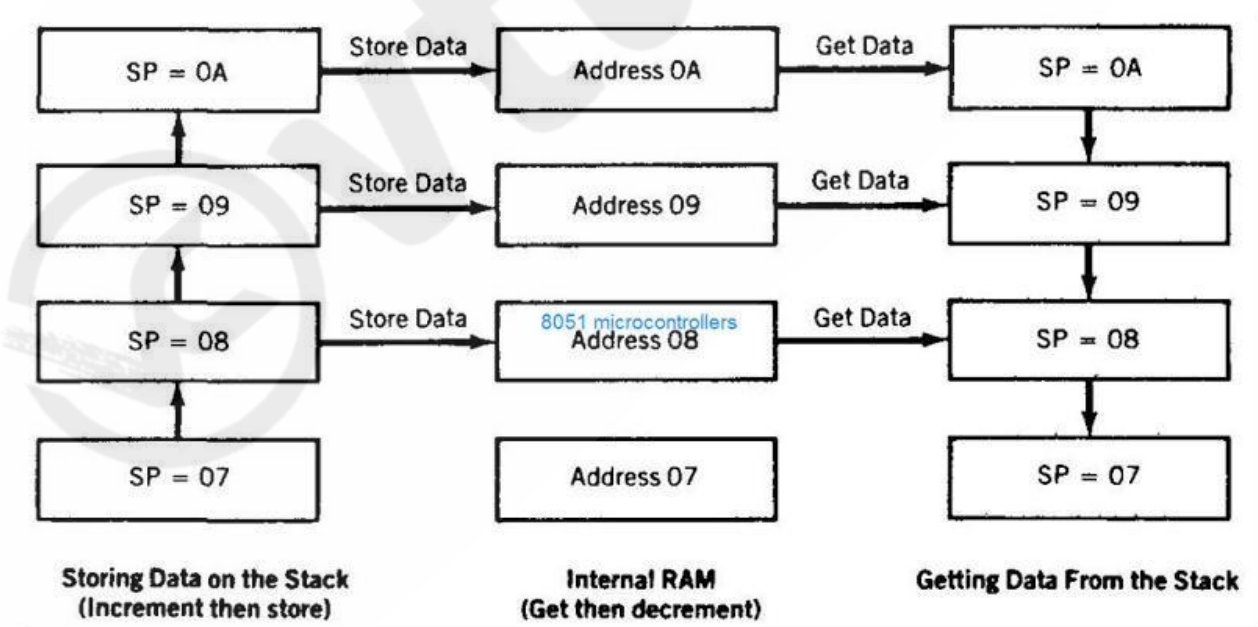 SP = 0A
Store Data
Address 0A
Get Data
SP = 0A
SP = 09
Store Data
Address 09
Get Data
SP = 09
SP = 08
Store Data
8051 microcontrollers
Address 08
Get Data
SP = 08
SP = 07
Address 07
SP = 07
Storing Data on the Stack
(Increment then store)
Internal RAM
(Get then decrement)
Getting Data From the Stack